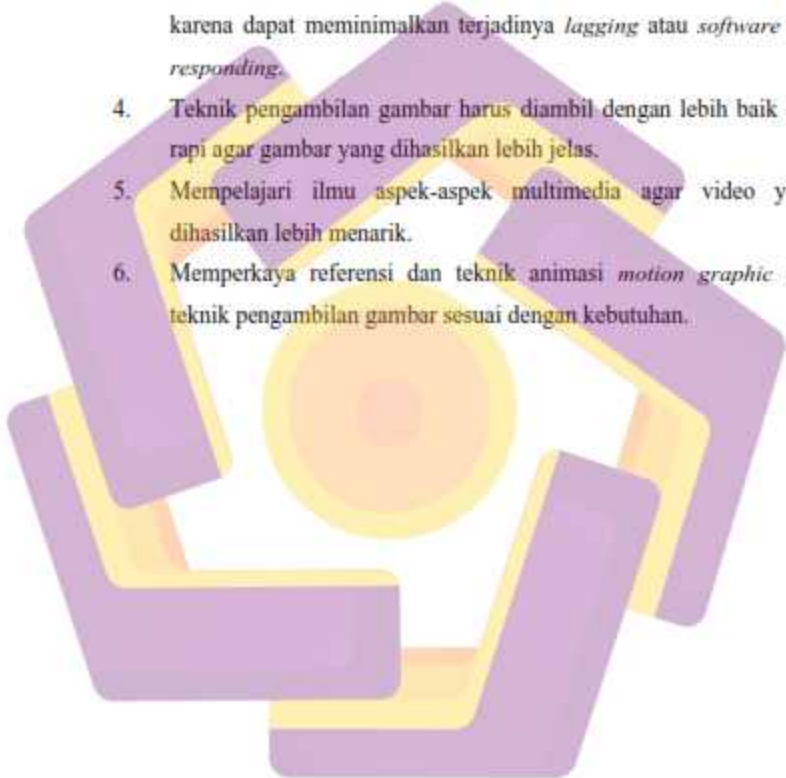 karena dapat meminimalkan terjadinya lagging atau software
responding.
4. Teknik pengambilan gambar harus diambil dengan lebih baik
rapi agar gambar yang dihasilkan lebih jelas.
5. Mempelajari ilmu aspek-aspek multimedia agar video y
dihasilkan lebih menarik.
6. Memperkaya referensi dan teknik animasi motion graphic
teknik pengambilan gambar sesuai dengan kebutuhan.